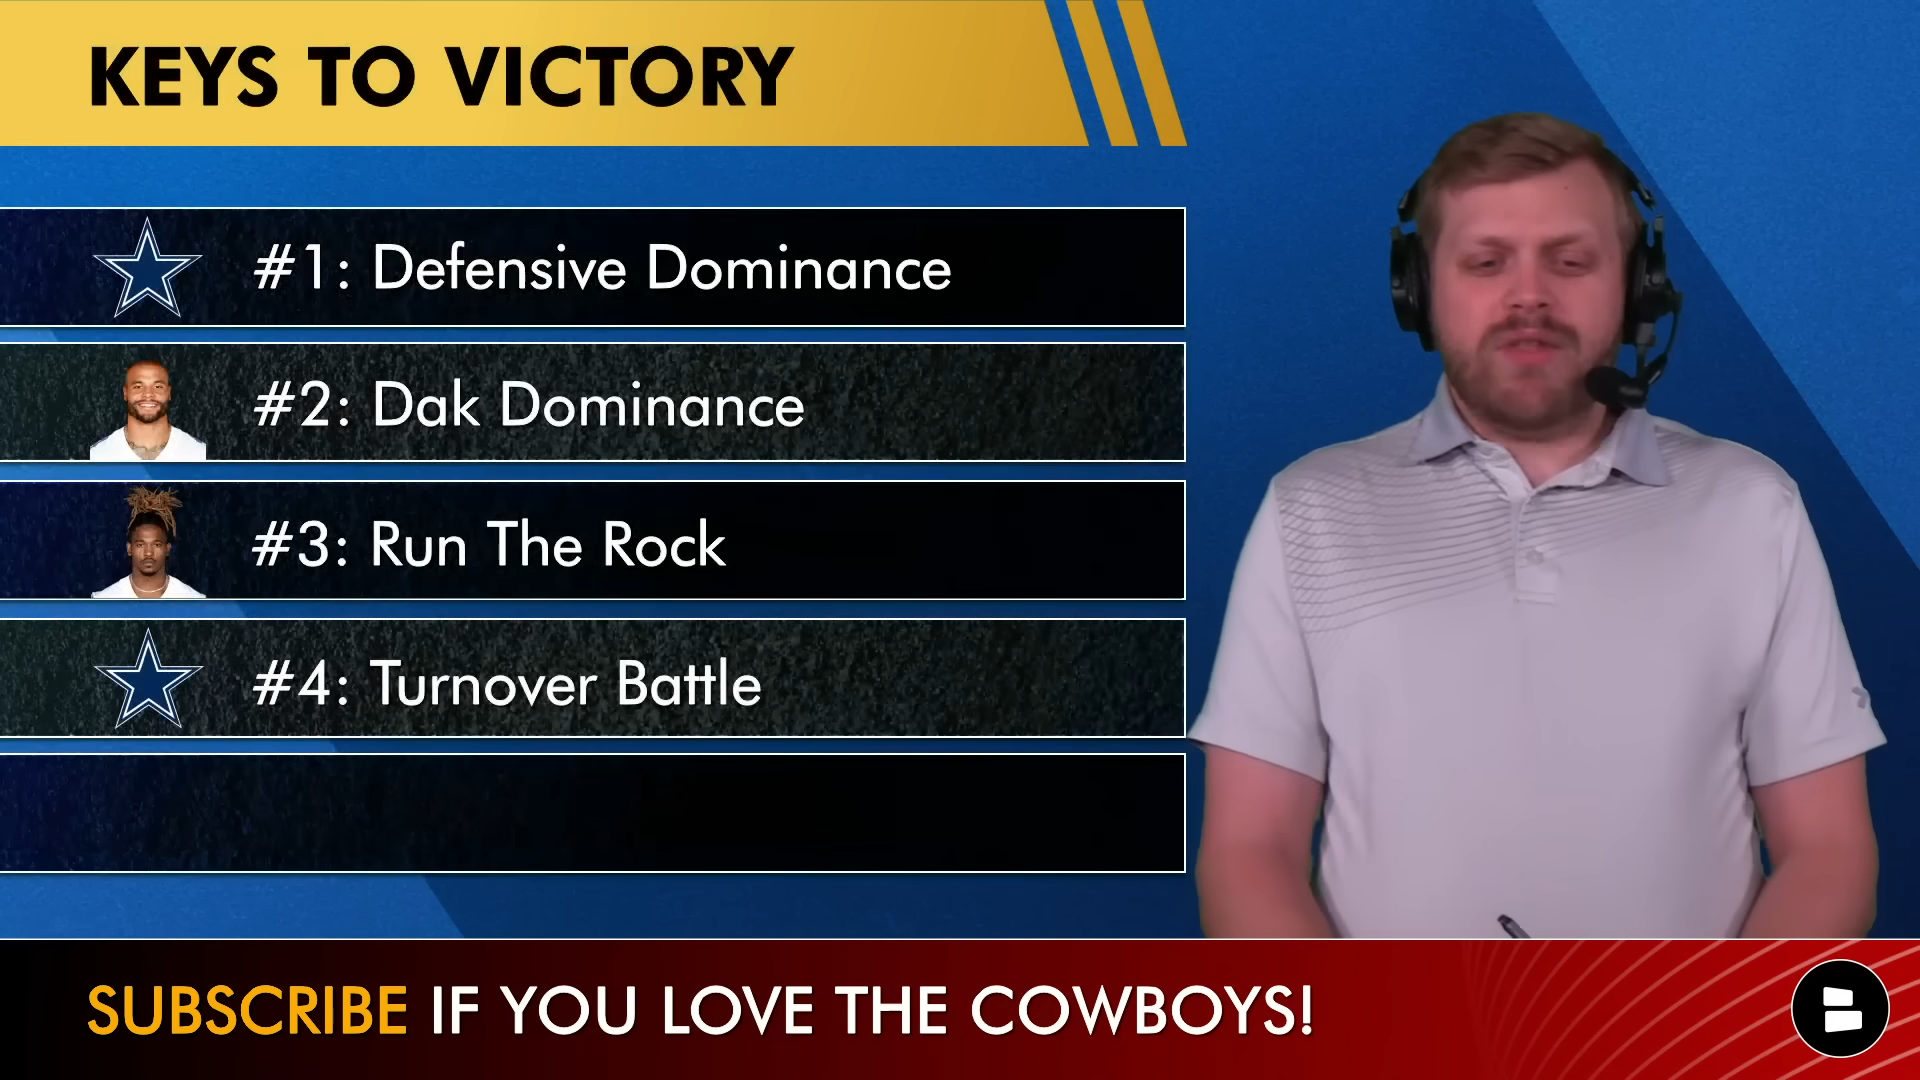 KEYS TO VICTORY
#1: Defensive Dominance
#2: Dak Dominance
#3: Run The Rock
#4: Turnover Battle
SUBSCRIBE IF YOU LOVE THE COWBOYS!